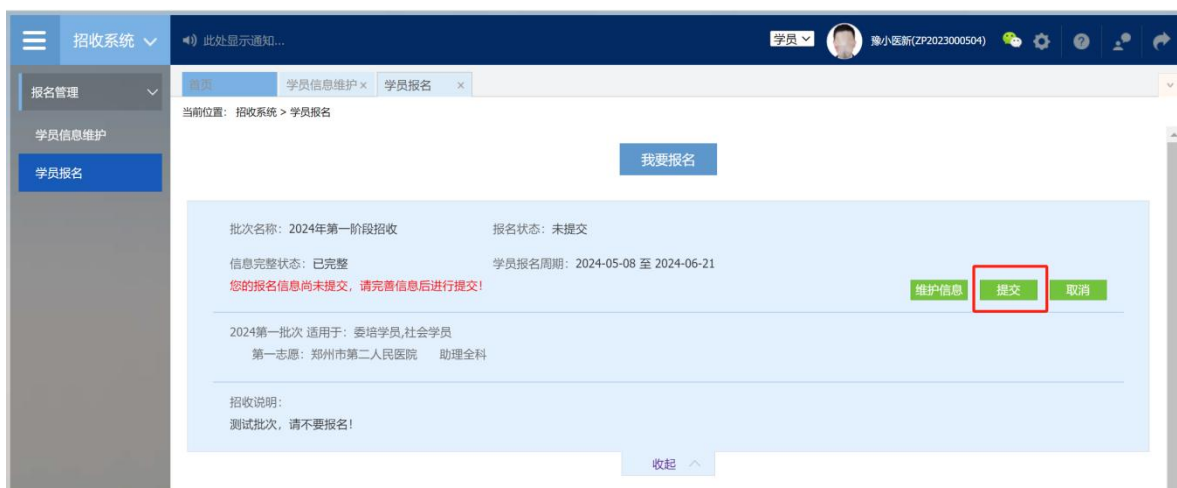 招收系统
此处显示通知...
学员
豫小医新(ZP2023000504)
报名管理
学员信息维护
学员报名
首页
学员信息维护×
学员报名 ×
当前位置： 招收系统 > 学员报名
我要报名
批次名称：2024年第一阶段招收
报名状态：未提交
信息完整状态：已完整
学员报名周期：2024-05-08 至 2024-06-21
您的报名信息尚未提交，请完善信息后进行提交！
维护信息
提交
取消
2024第一批次 适用于：委培学员,社会学员
第一志愿：郑州市第二人民医院 助理全科
招收说明：
测试批次，请不要报名！
收起